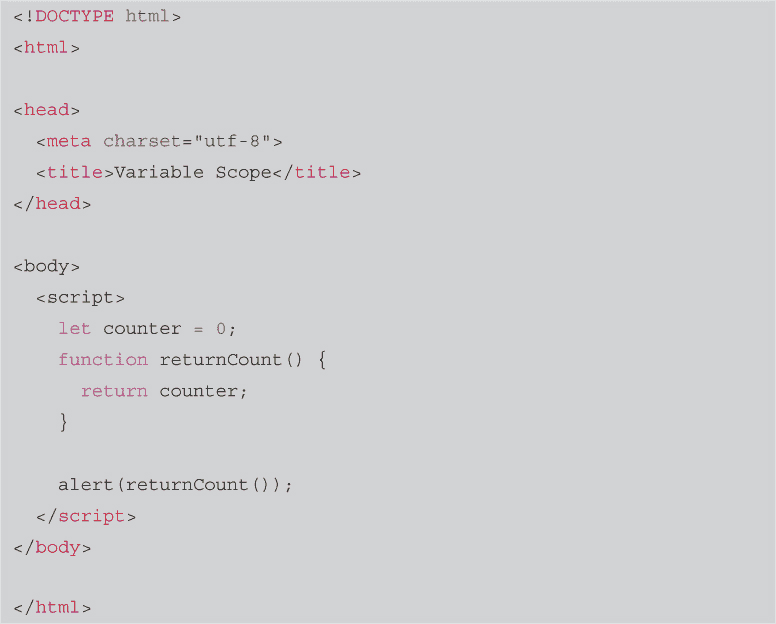 <!DOCTYPE html>
<html>
<head>
  <meta charset="utf-8">
  <title>Variable Scope</title>
</head>
<body>
  <script>
    let counter = 0;
    function returnCount() {
      return counter;
    }
    alert(returnCount());
  </script>
</body>
</html>